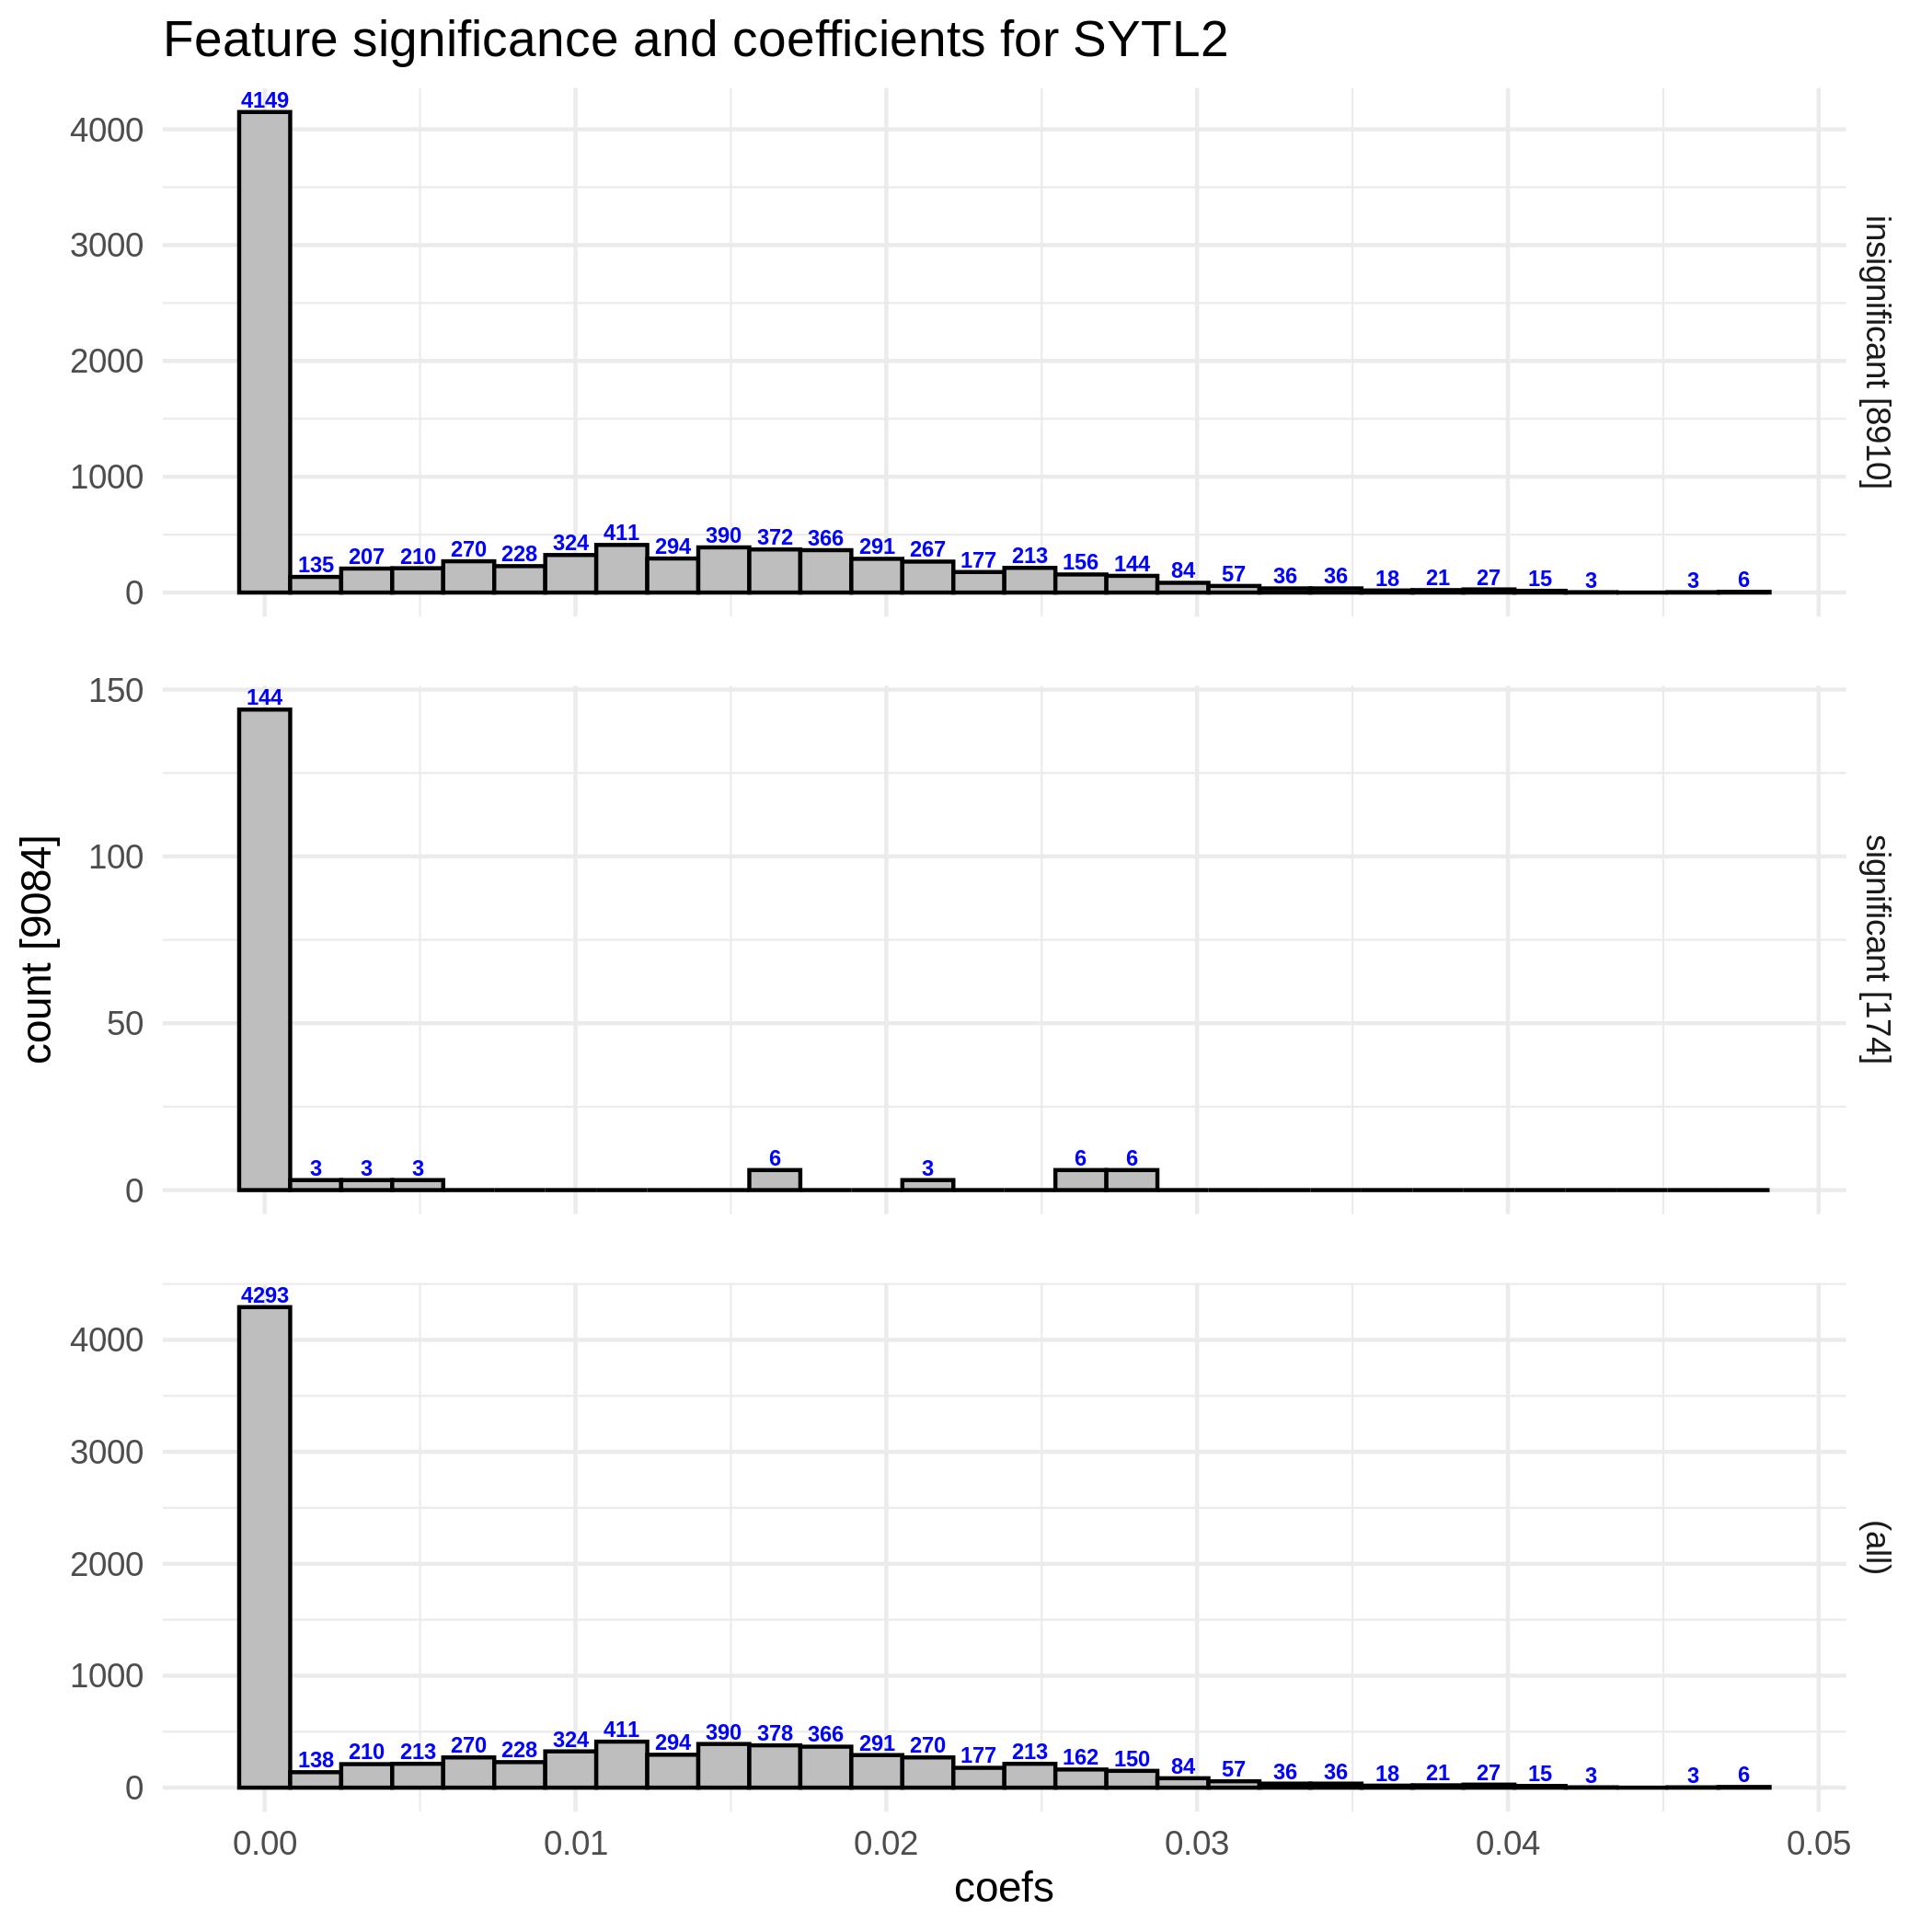 Feature significance and coefficients for SYTL2
4149
4000
3000
2000
1000
0
135 207 210 270 228 324 411 294 390 372 366 291 267 177 213 156 144 84 57 36 36 18 21 27 15 3 3 6
insignificant [8910]
150
144
100
50
0
3 3 3 6 3 6 6
significant [174]
count [9084]
4293
4000
3000
2000
1000
0
138 210 213 270 228 324 411 294 390 378 366 291 270 177 213 162 150 84 57 36 36 18 21 27 15 3 3 6
(all)
0.00 0.01 0.02 0.03 0.04 0.05
coefs